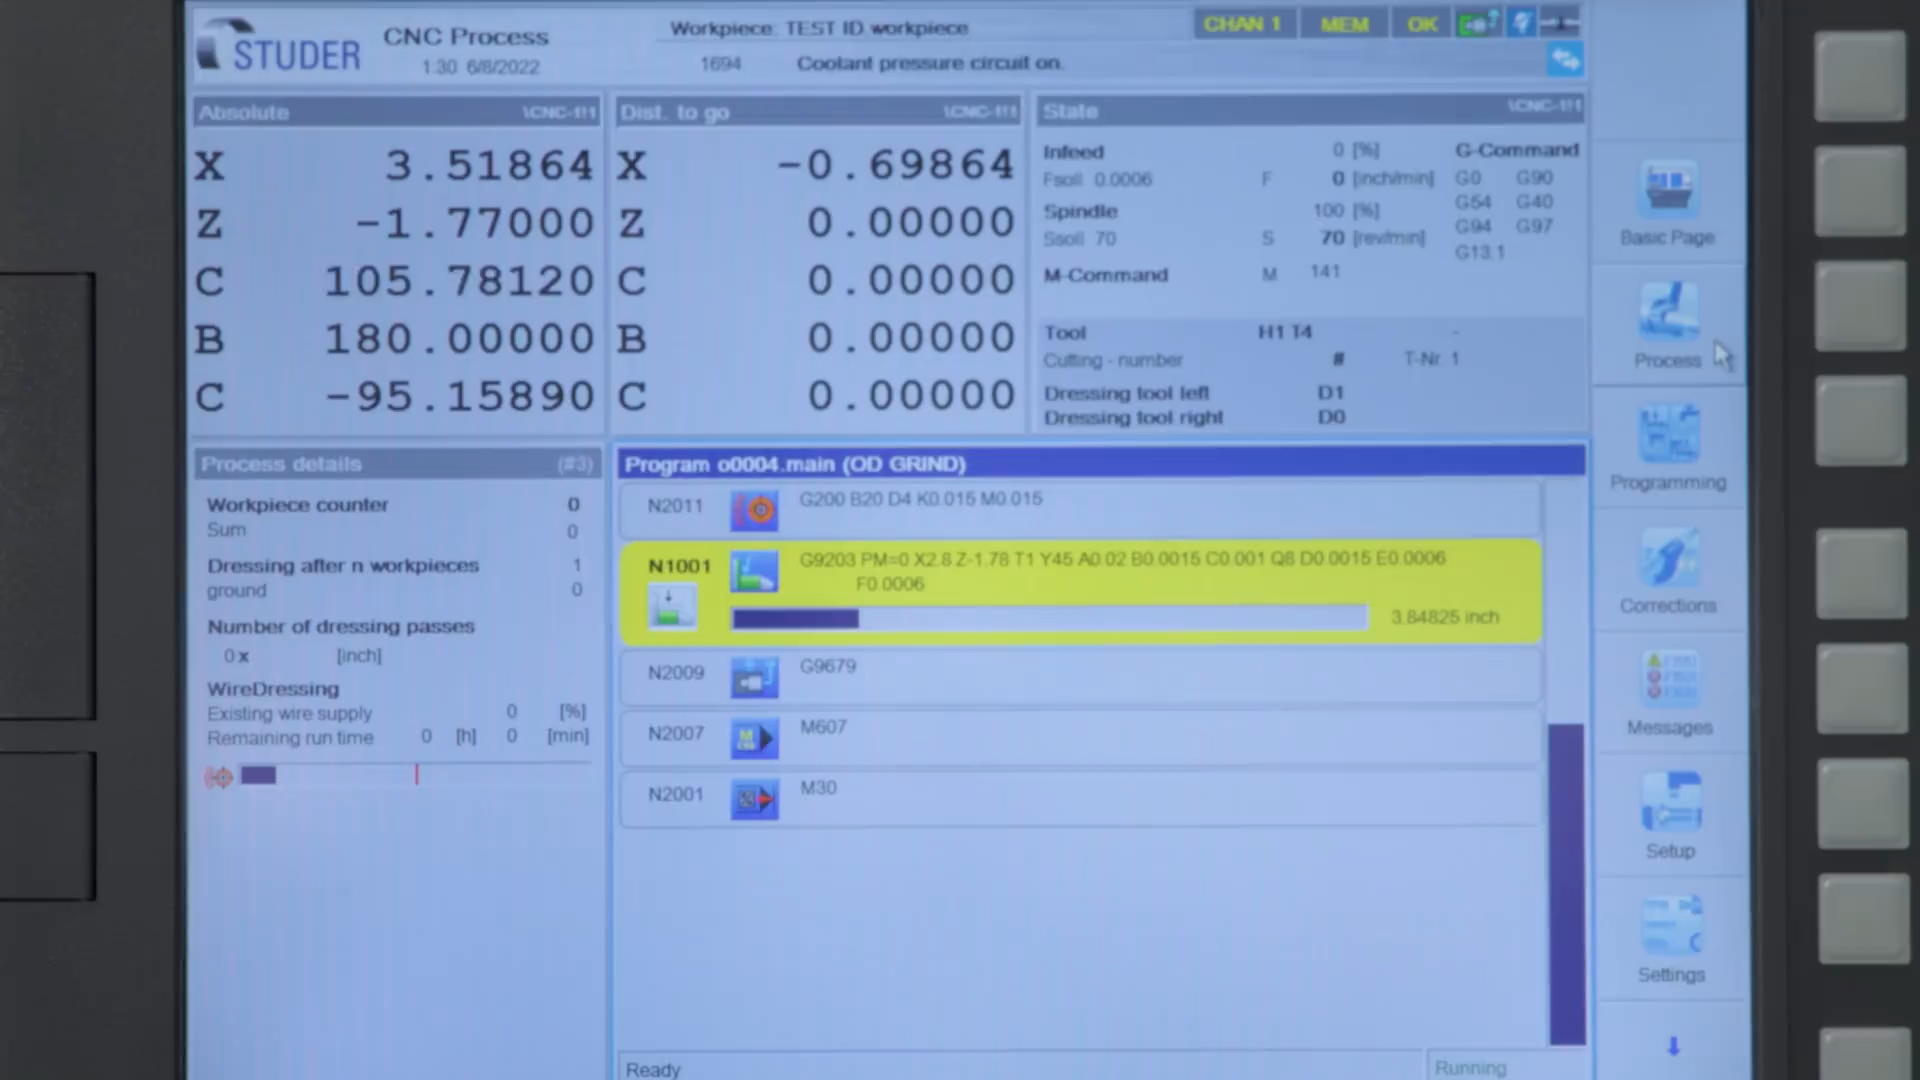 STUDER
CNC Process
1:30 6/8/2022
Workpiece: TEST ID workpiece
1694 Coolant pressure circuit on.
CHAN 1 MEM OK
Absolute \CNC-1!1
X 3.51864
Z -1.77000
C 105.78120
B 180.00000
C -95.15890
Dist. to go \CNC-1!1
X -0.69864
Z 0.00000
C 0.00000
B 0.00000
C 0.00000
State \CNC-1!1
Infeed 0 [%] G-Command
Fsoll 0.0006 F 0 [inch/min] G0 G90
G54 G40
Spindle 100 [%]
G94 G97
Ssoll 70 S 70 [rev/min]
G13.1
M-Command M 141
Tool H1 T4 -
Cutting - number # T-Nr. 1
Dressing tool left D1
Dressing tool right D0
Process details (#3)
Workpiece counter 0
Sum 0
Dressing after n workpieces 1
ground 0
Number of dressing passes
0 x [inch]
WireDressing
Existing wire supply 0 [%]
Remaining run time 0 [h] 0 [min]
Program o0004.main (OD GRIND)
N2011 G200 B20 D4 K0.015 M0.015
N1001 G9203 PM=0 X2.8 Z-1.78 T1 Y45 A0.02 B0.0015 C0.001 Q8 D0.0015 E0.0006
F0.0006
3.84825 inch
N2009 G9679
N2007 M607
N2001 M30
Ready Running
Basic Page
Process
Programming
Corrections
Messages
Setup
Settings